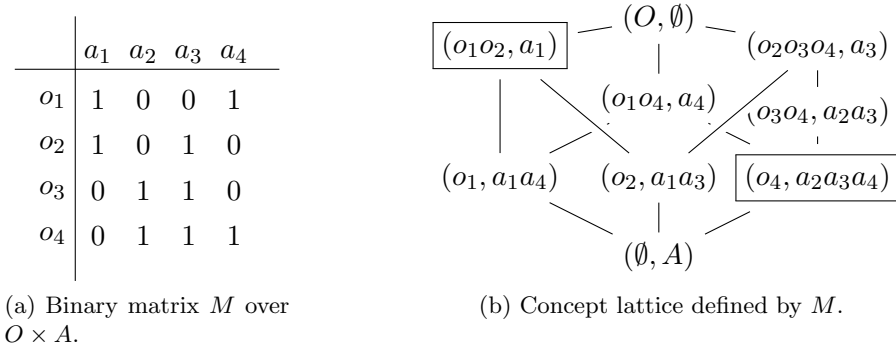 a₁ a₂ a₃ a₄
o₁ 1 0 0 1
o₂ 1 0 1 0
o₃ 0 1 1 0
o₄ 0 1 1 1
(a) Binary matrix M over
O × A.
(O, ∅)
(o₁o₂, a₁) (o₂o₃o₄, a₃)
(o₁o₄, a₄) (o₃o₄, a₂a₃)
(o₁, a₁a₄) (o₂, a₁a₃) (o₄, a₂a₃a₄)
(∅, A)
(b) Concept lattice defined by M.